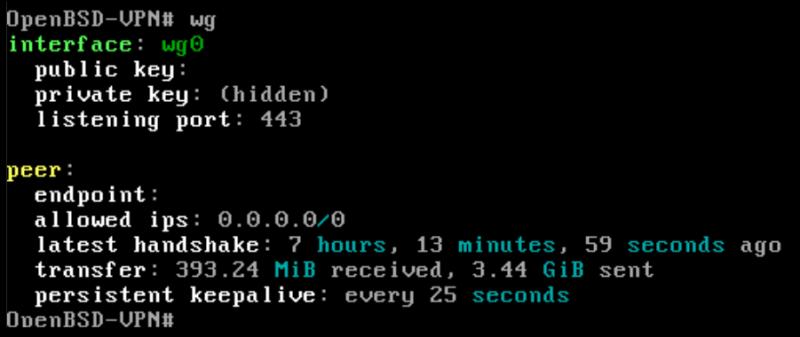 OpenBSD-VPN# wg
interface: wg0
public key:
private key: (hidden)
listening port: 443
peer:
endpoint:
allowed ips: 0.0.0.0/0
latest handshake: 7 hours, 13 minutes, 59 seconds ago
transfer: 393.24 MiB received, 3.44 GiB sent
persistent keepalive: every 25 seconds
OpenBSD-VPN#